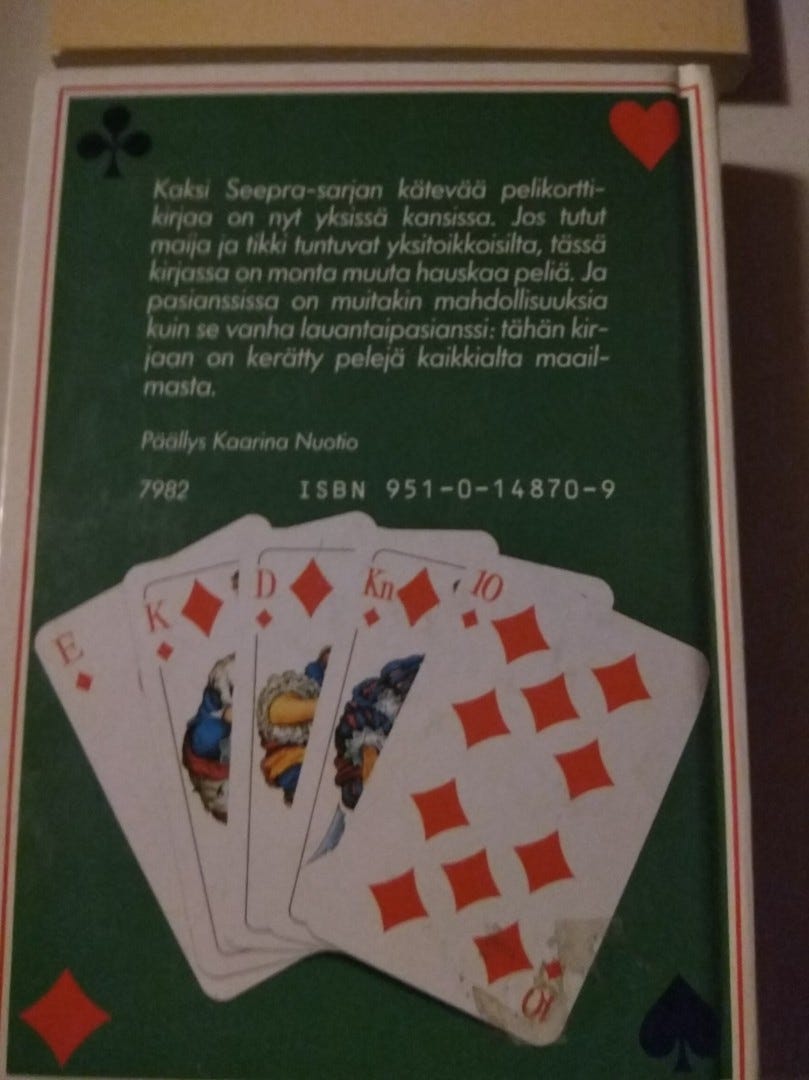 Kaksi Seepra-sarjan kätevää pelikortti-
kirjaa on nyt yksissä kansissa. Jos tutut
maija ja tikki tuntuvat yksitoikkoisilta, tässä
kirjassa on monta muuta hauskaa peliä. Ja
pasianssissa on muitakin mahdollisuuksia
kuin se vanha lauantaipasianssi: tähän kir-
jaan on kerätty pelejä kaikkialta maail-
masta.
Päällys Kaarina Nuotio
7982 ISBN 951-0-14870-9
E K D Kn 10
10